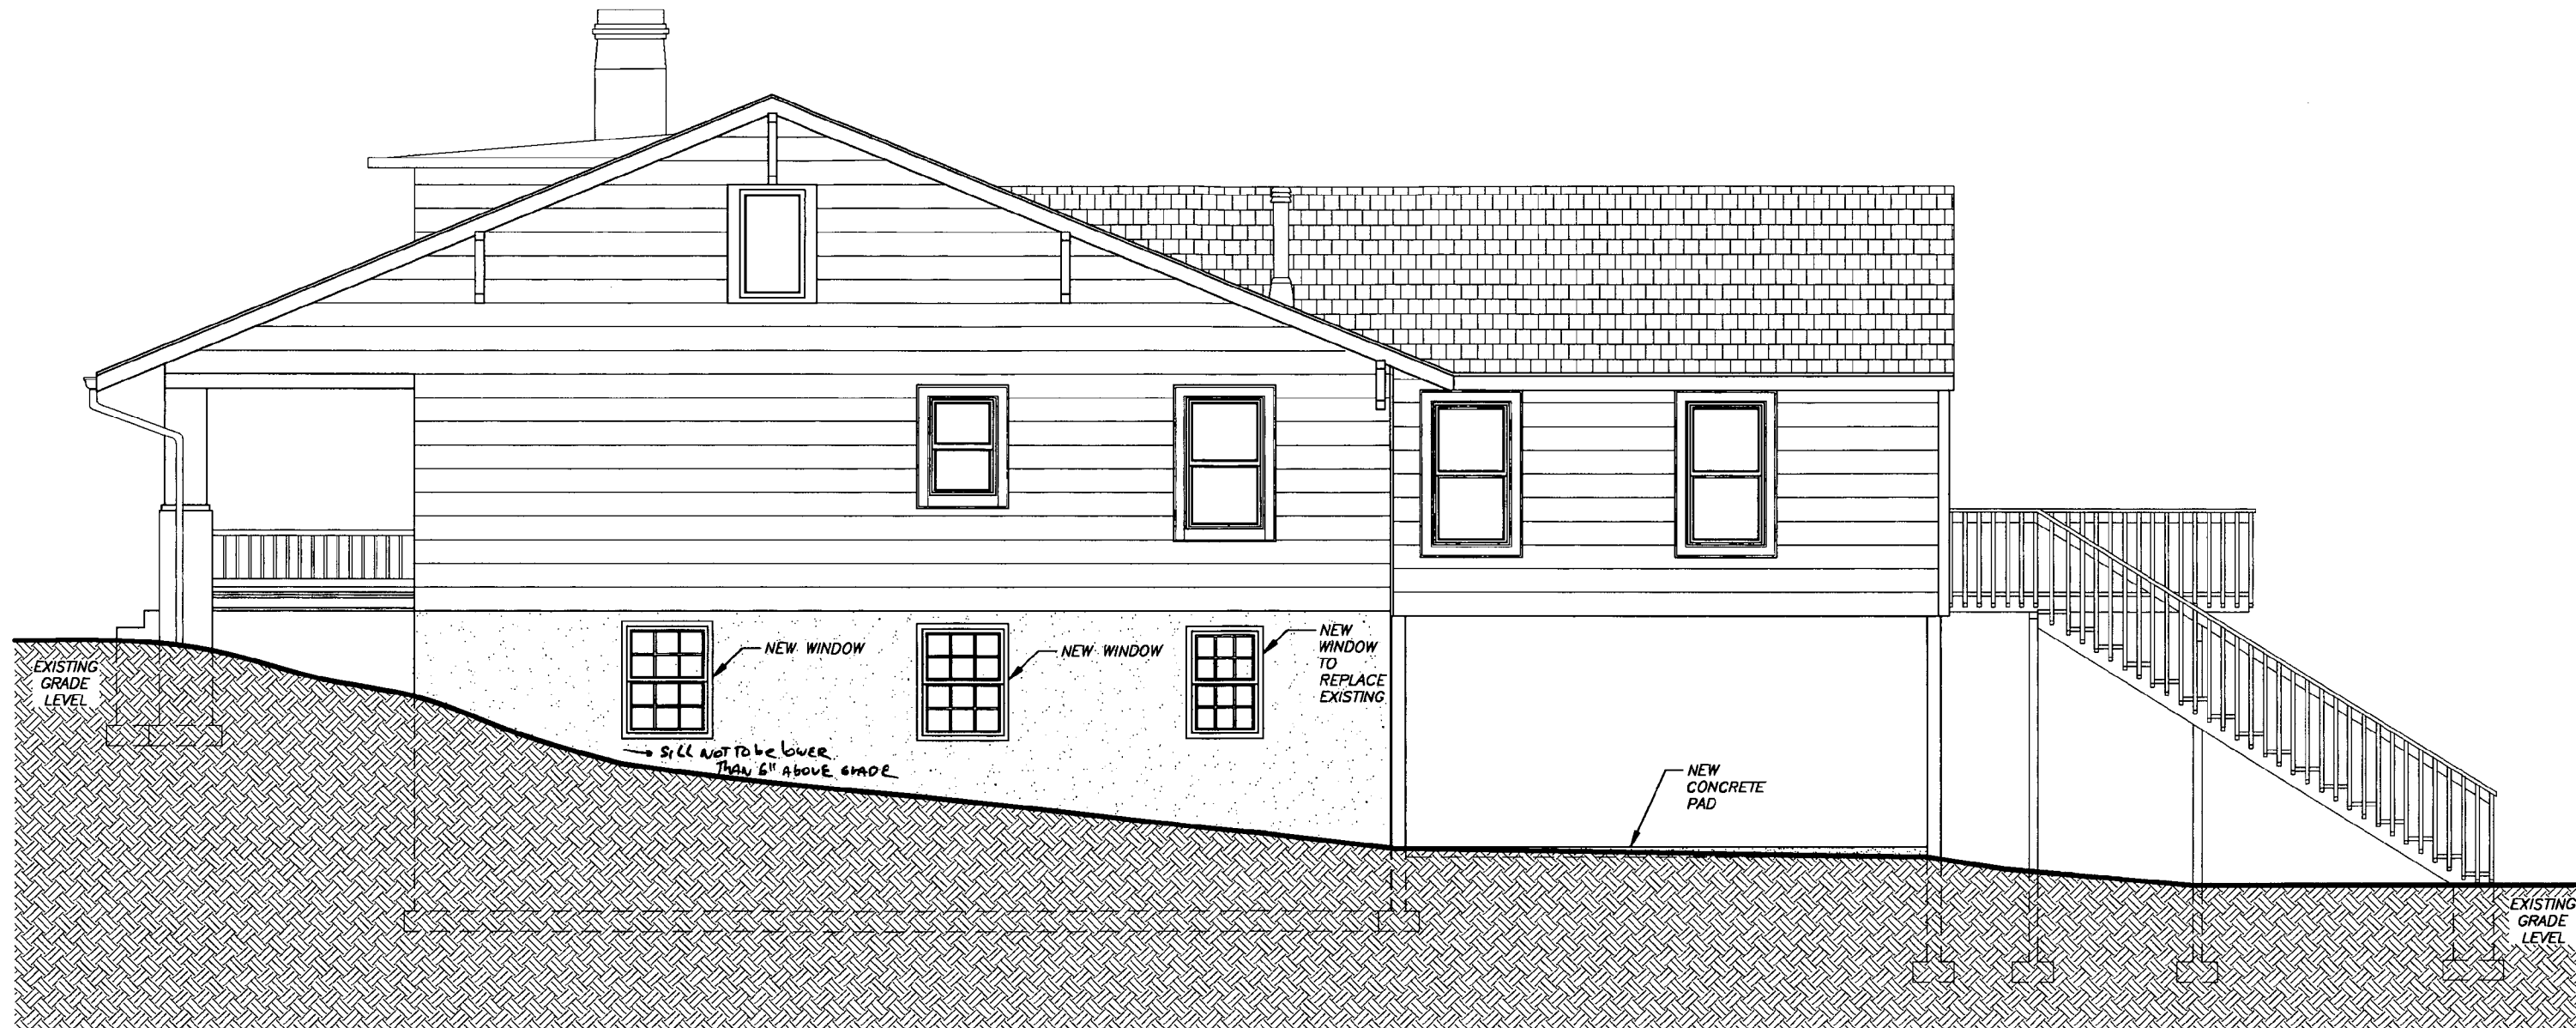 NEW WINDOW
NEW WINDOW
NEW
WINDOW
TO
REPLACE
EXISTING
EXISTING
GRADE
LEVEL
→ SILL NOT To be lower
THAN 6" ABOVE GRADE
NEW
CONCRETE
PAD
EXISTING
GRADE
LEVEL